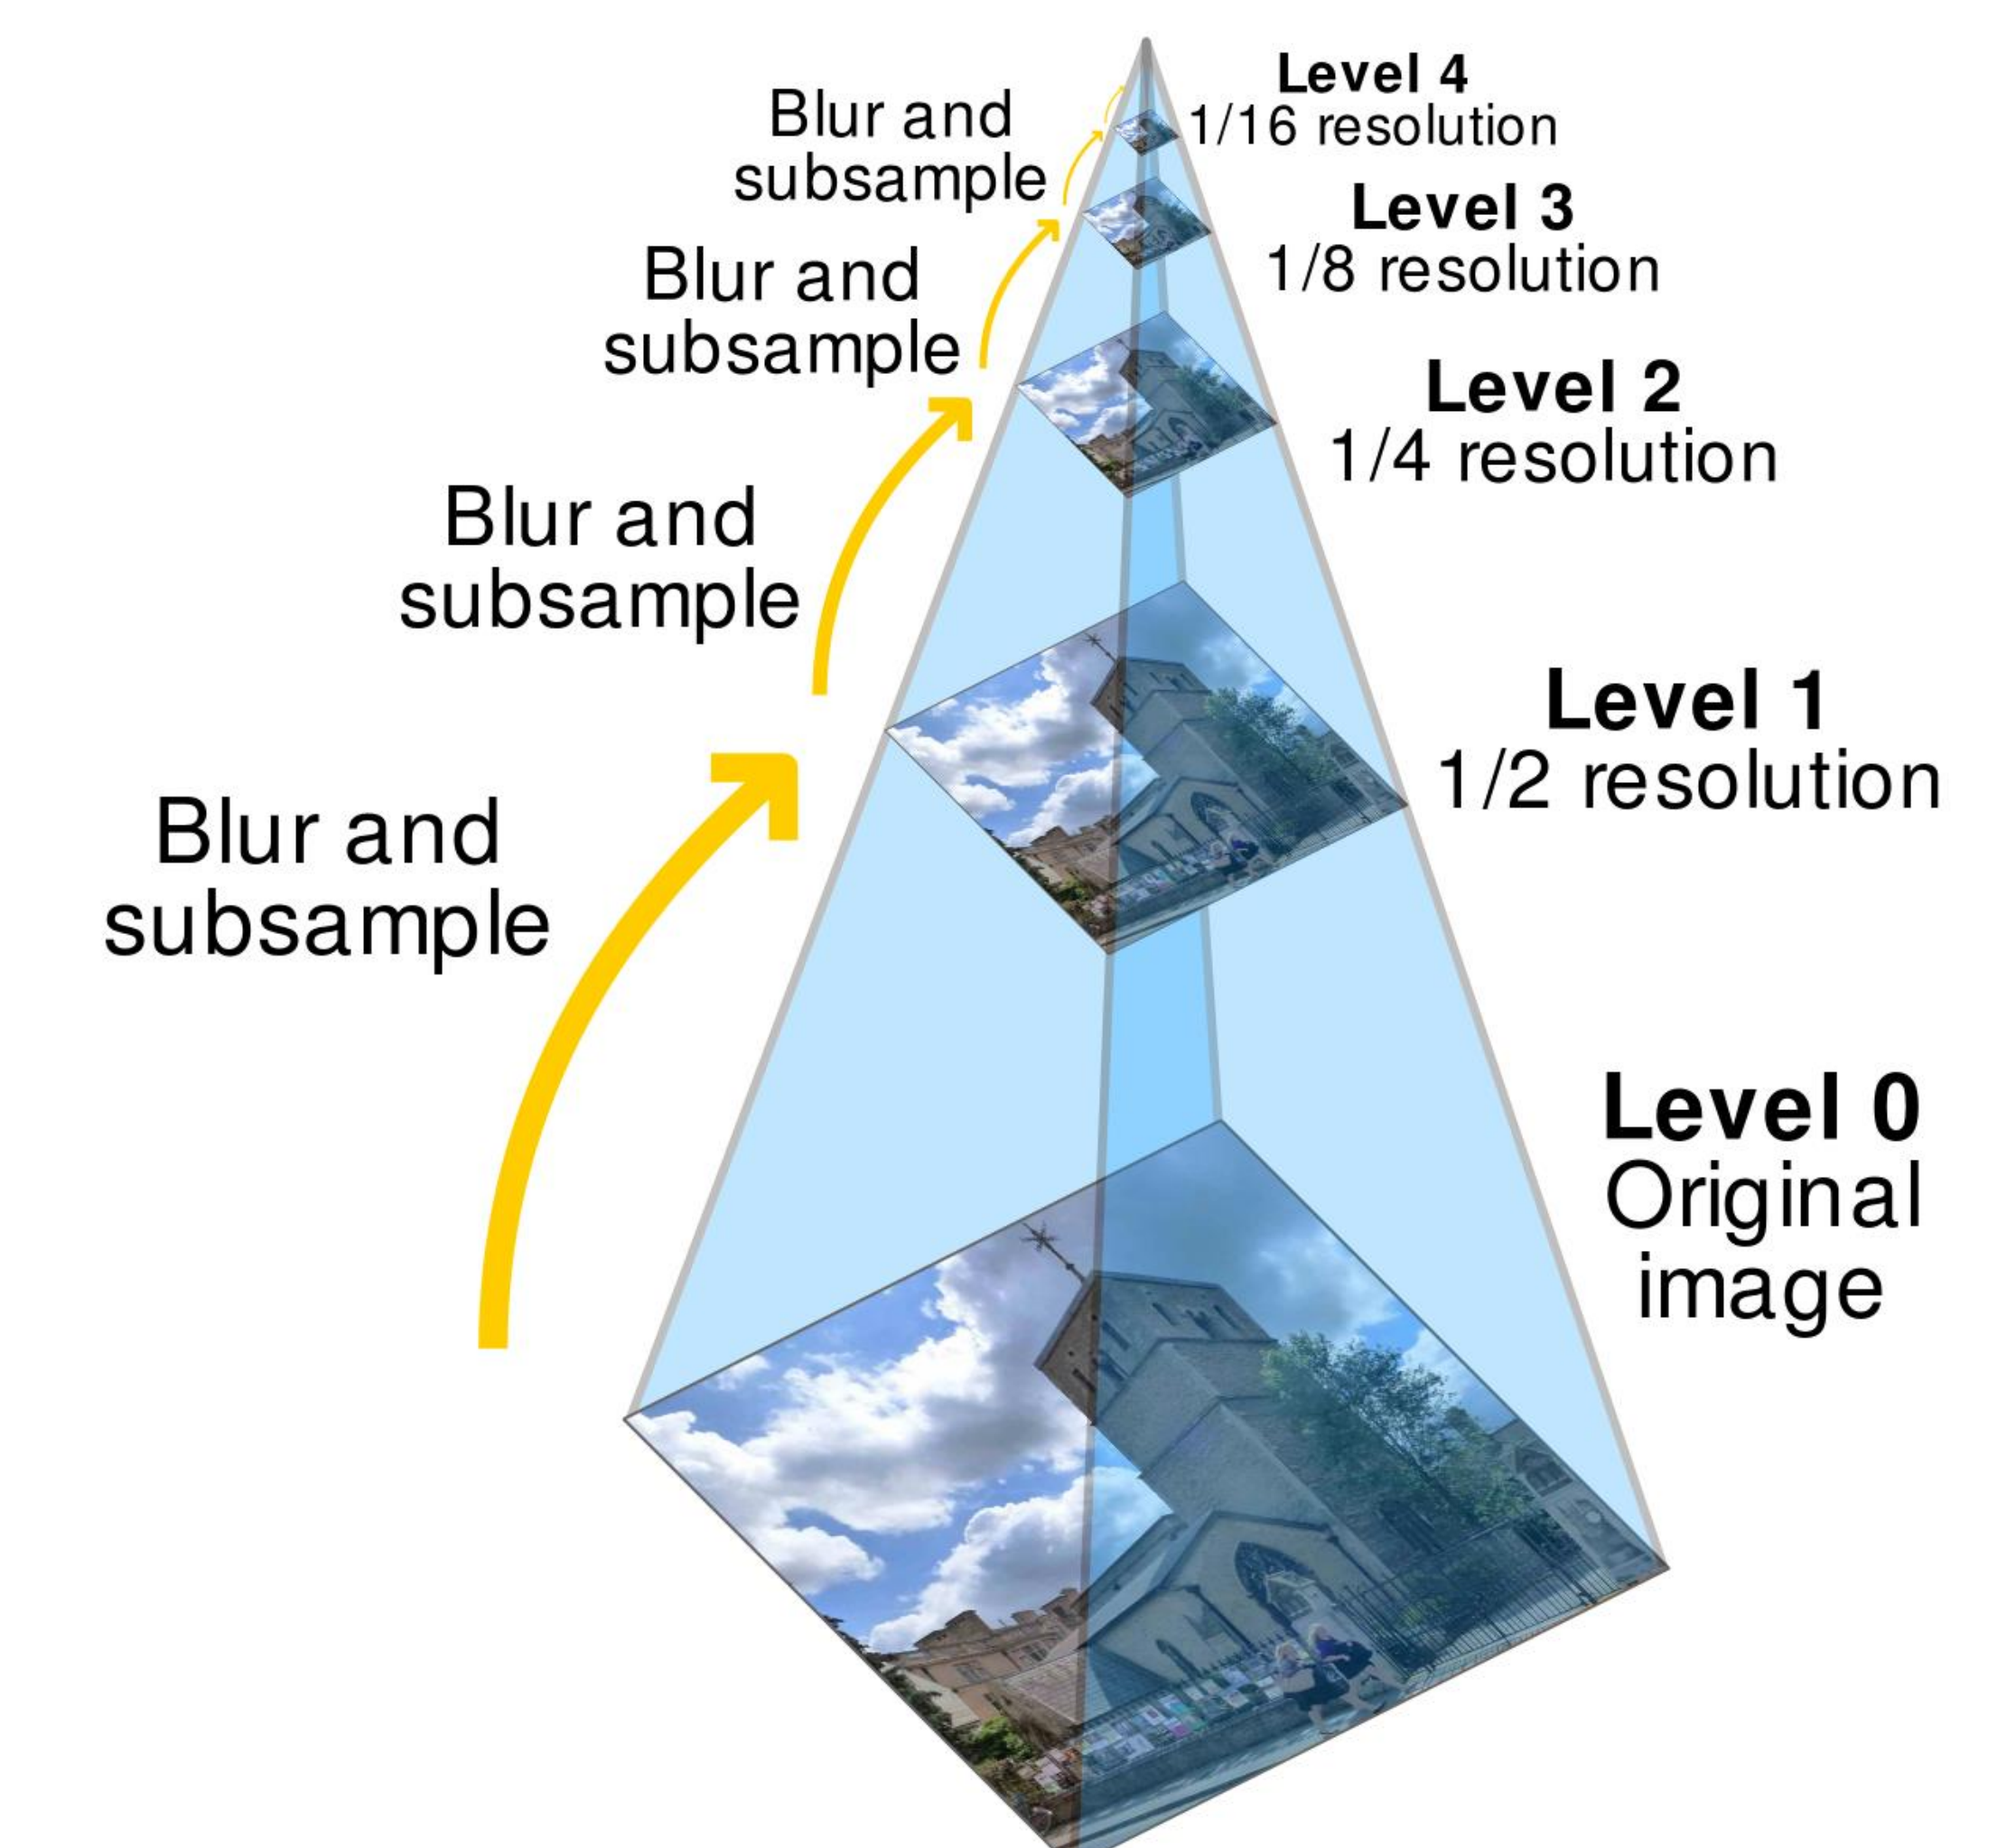 Level 4
1/16 resolution
Blur and
subsample
Level 3
1/8 resolution
Blur and
subsample
Level 2
1/4 resolution
Blur and
subsample
Level 1
1/2 resolution
Blur and
subsample
Level 0
Original
image